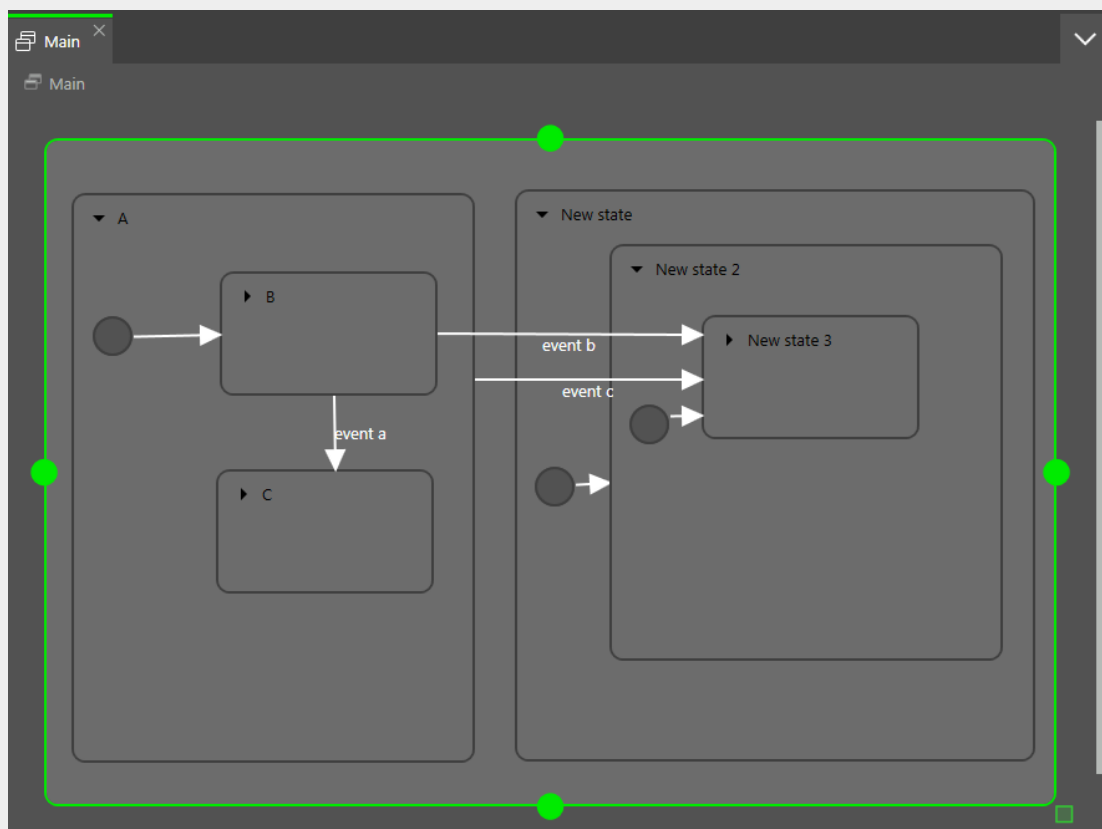 Main
Main
A
New state
New state 2
B
New state 3
event b
event c
event a
C